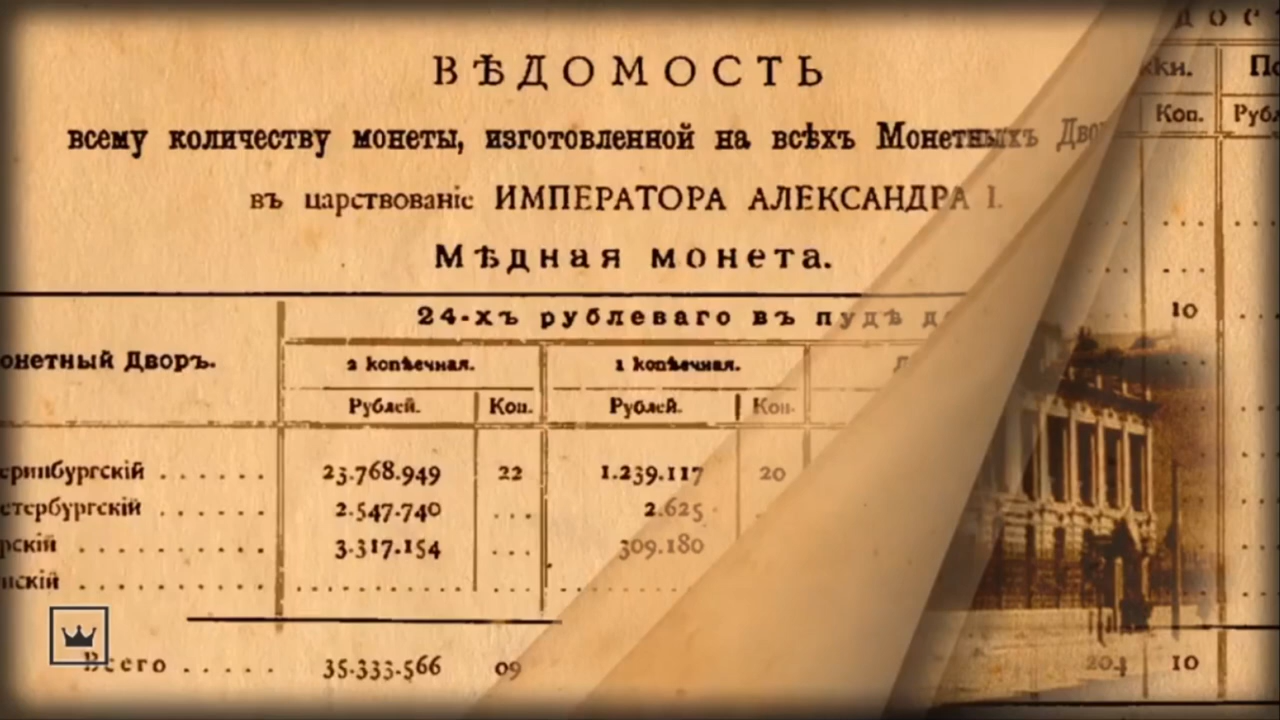 ВѢДОМОСТЬ
всему количеству монеты, изготовленной на всѣхъ Монетныхъ
въ царствованіе ИМПЕРАТОРА АЛЕКСАНДРА I.
Мѣдная монета.
24-хъ рублеваго въ пудѣ
онетный Дворъ.
2 копѣечная. 1 копѣечная.
Рублей. Коп. Рублей. Коп.
Коп. Рубл
еринбургскій . . . . . . 23.768.949 22 1.239.117 20
етербургскій . . . . . . 2.547.740 . . . 2.625
рскій . . . . . . . . . . 3.317.154 . . . 309.180
нскій . . . . . . . . . .
10
Всего . . . . . 35.333.566 09
204 10